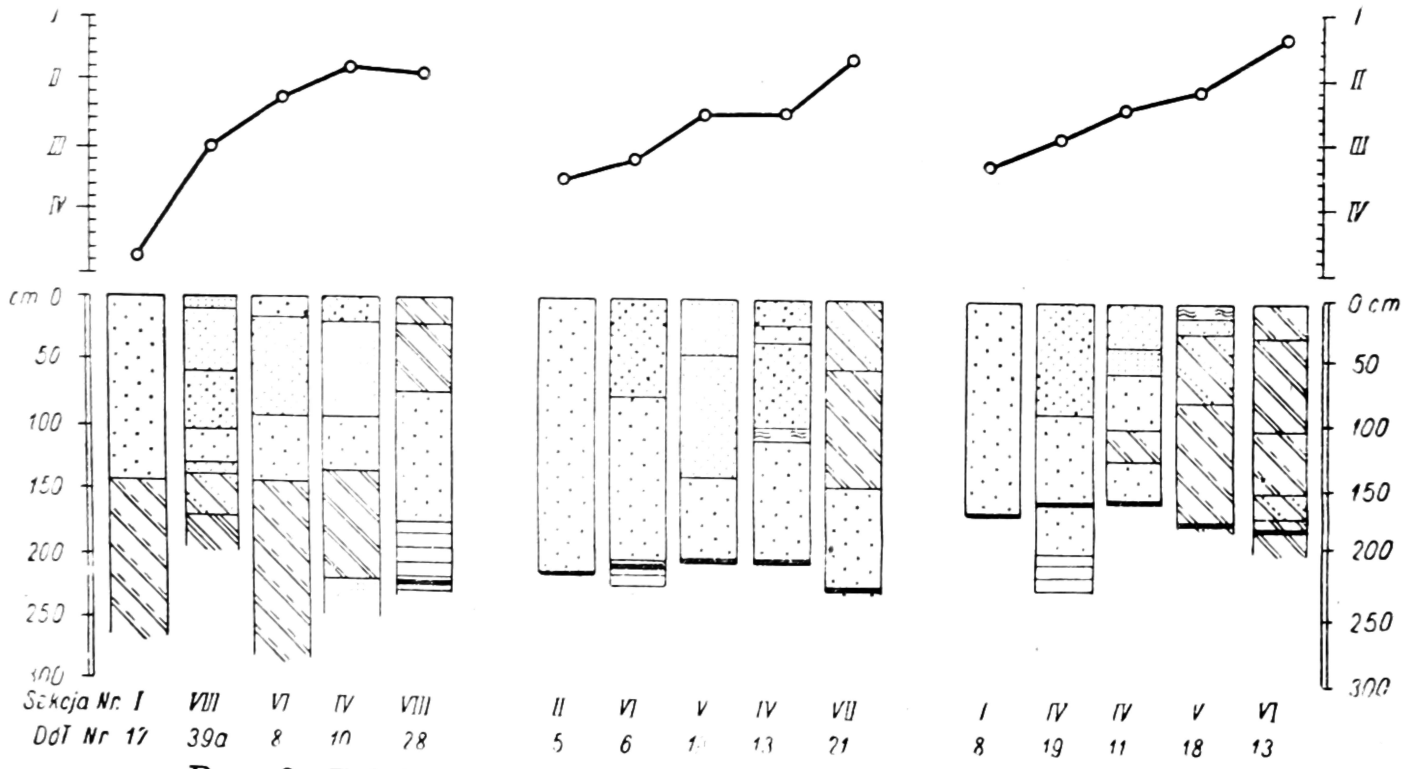 I I
II II
III III
IV IV
cm 0 0 cm
50 50
100 100
150 150
200 200
250 250
300 300
Sekcja Nr. I VIII VI IV VIII II VI V IV VII I IV IV V VI
DdT Nr 17 39a 8 10 28 5 6 13 21 8 19 11 18 13